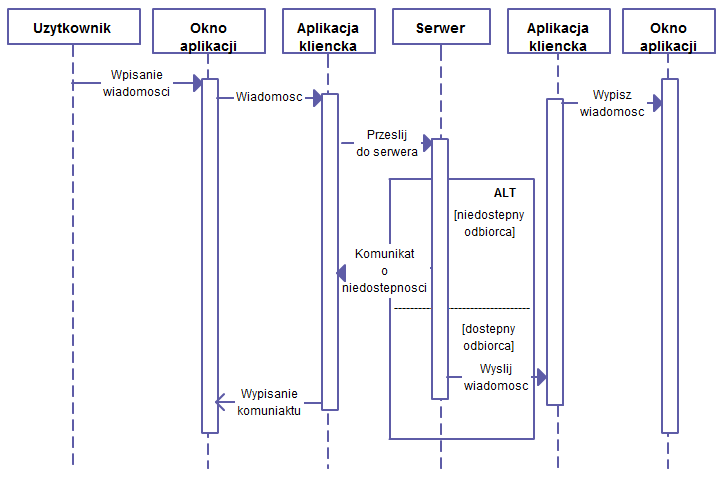 Uzytkownik
Okno
aplikacji
Aplikacja
kliencka
Serwer
Aplikacja
kliencka
Okno
aplikacji
Wpisanie
wiadomosci
Wiadomosc
Wypisz
wiadomosc
Przeslij
do serwera
ALT
[niedostepny
odbiorca]
Komunikat
o
niedostepnosci
[dostepny
odbiorca]
Wyslij
wiadomosc
Wypisanie
komuniaktu